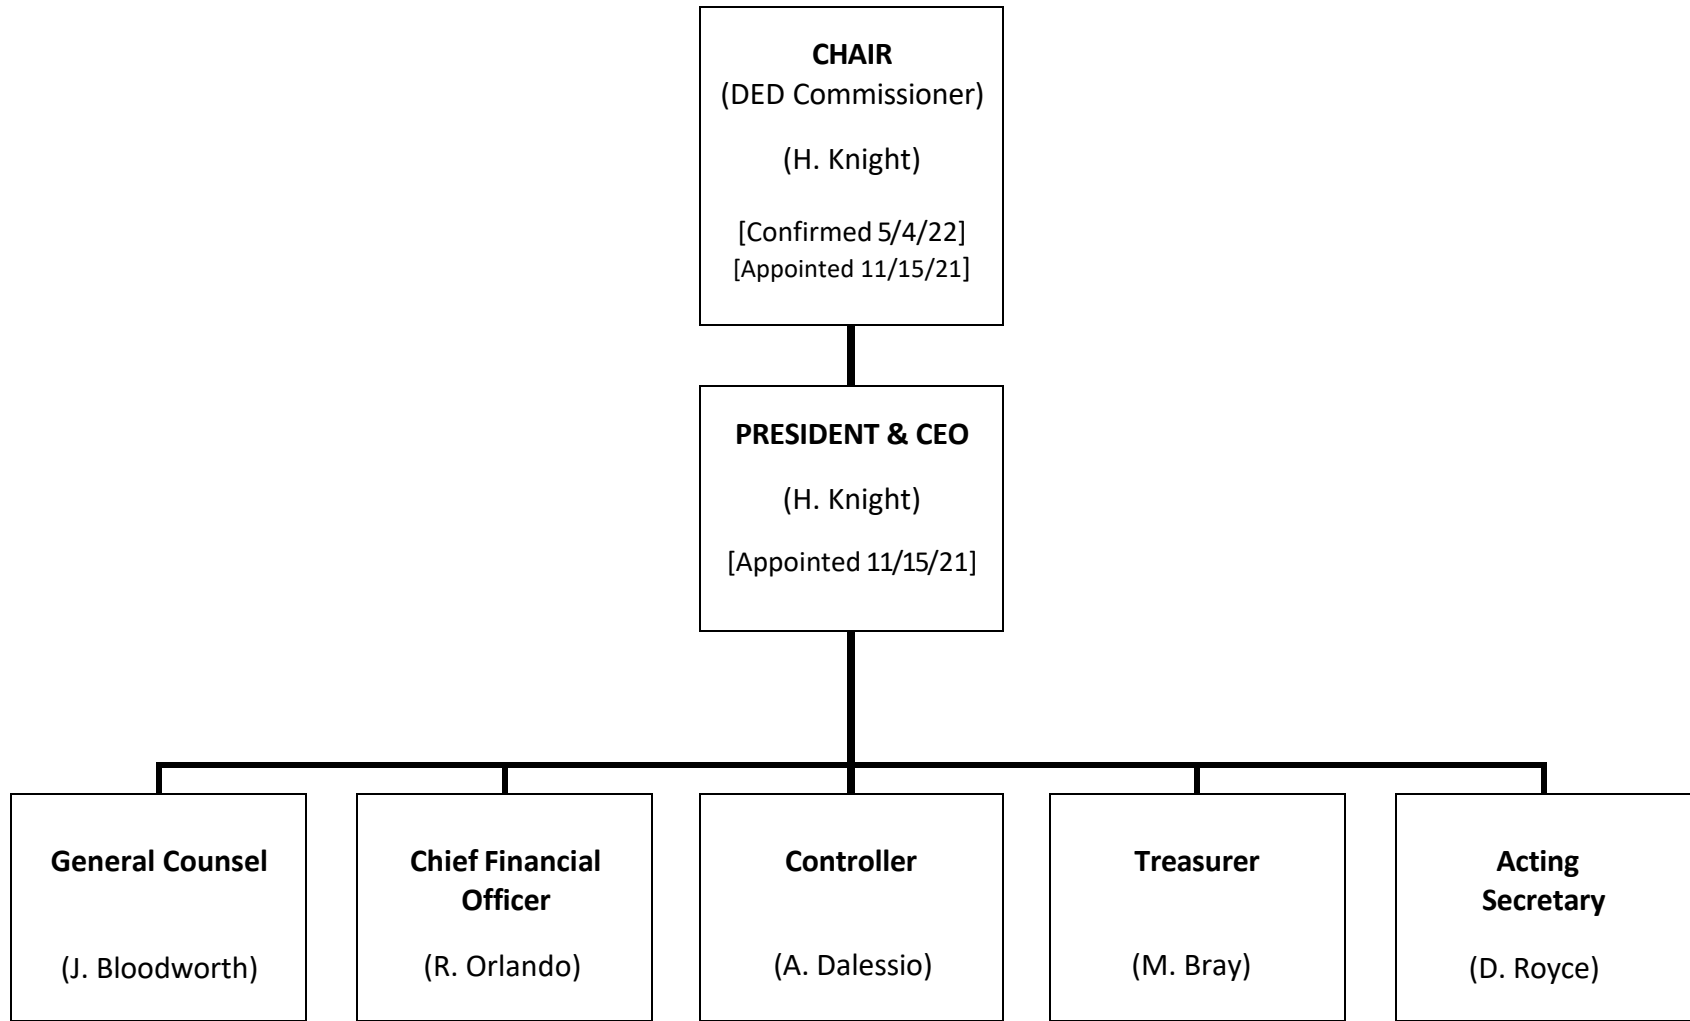 CHAIR
(DED Commissioner)
(H. Knight)
[Confirmed 5/4/22]
[Appointed 11/15/21]
PRESIDENT & CEO
(H. Knight)
[Appointed 11/15/21]
General Counsel
(J. Bloodworth)
Chief Financial
Officer
(R. Orlando)
Controller
(A. Dalessio)
Treasurer
(M. Bray)
Acting
Secretary
(D. Royce)